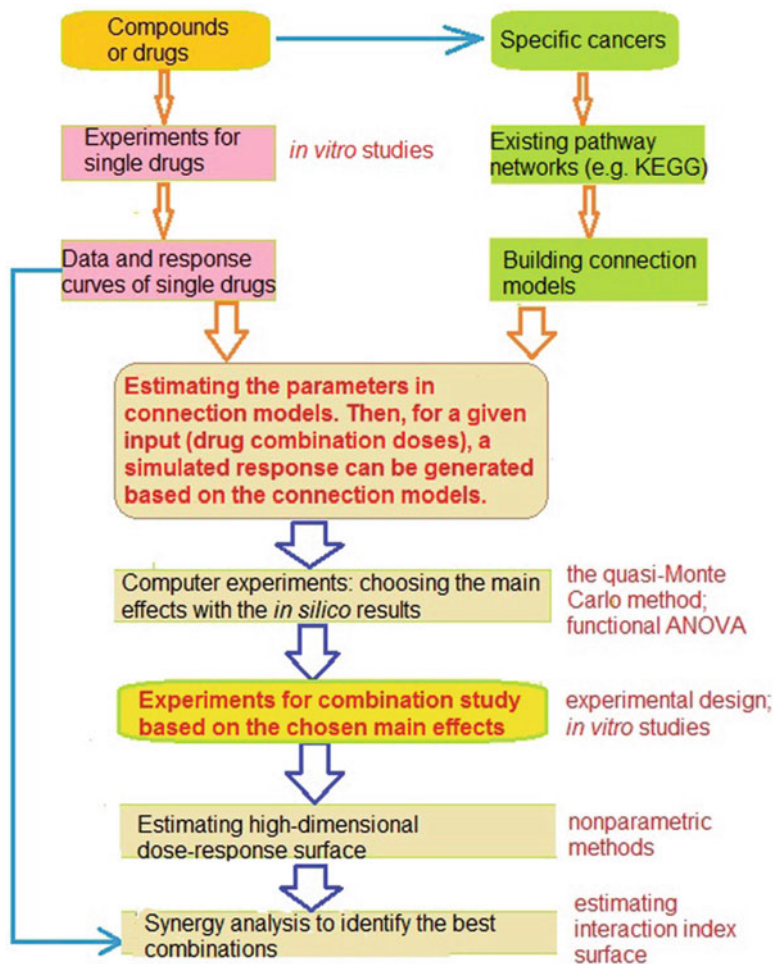 Compounds
or drugs
Specific cancers
Experiments for
single drugs
in vitro studies
Existing pathway
networks (e.g. KEGG)
Data and response
curves of single drugs
Building connection
models
Estimating the parameters in
connection models. Then, for a given
input (drug combination doses), a
simulated response can be generated
based on the connection models.
Computer experiments: choosing the main
effects with the in silico results
the quasi-Monte
Carlo method;
functional ANOVA
Experiments for combination study
based on the chosen main effects
experimental design;
in vitro studies
Estimating high-dimensional
dose-response surface
nonparametric
methods
Synergy analysis to identify the best
combinations
estimating
interaction index
surface